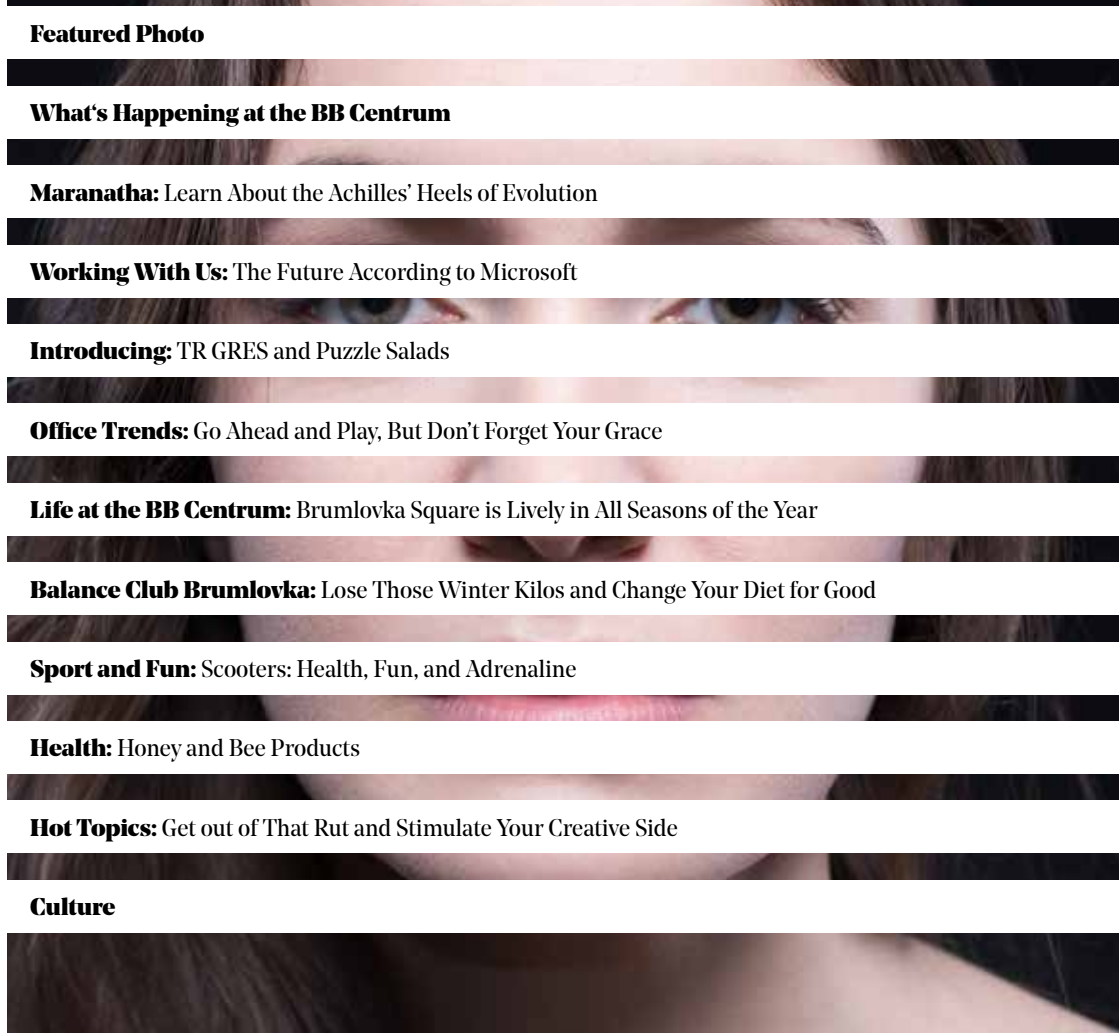 Featured Photo
What‘s Happening at the BB Centrum
Maranatha: Learn About the Achilles’ Heels of Evolution
Working With Us: The Future According to Microsoft
Introducing: TR GRES and Puzzle Salads
Office Trends: Go Ahead and Play, But Don’t Forget Your Grace
Life at the BB Centrum: Brumlovka Square is Lively in All Seasons of the Year
Balance Club Brumlovka: Lose Those Winter Kilos and Change Your Diet for Good
Sport and Fun: Scooters: Health, Fun, and Adrenaline
Health: Honey and Bee Products
Hot Topics: Get out of That Rut and Stimulate Your Creative Side
Culture